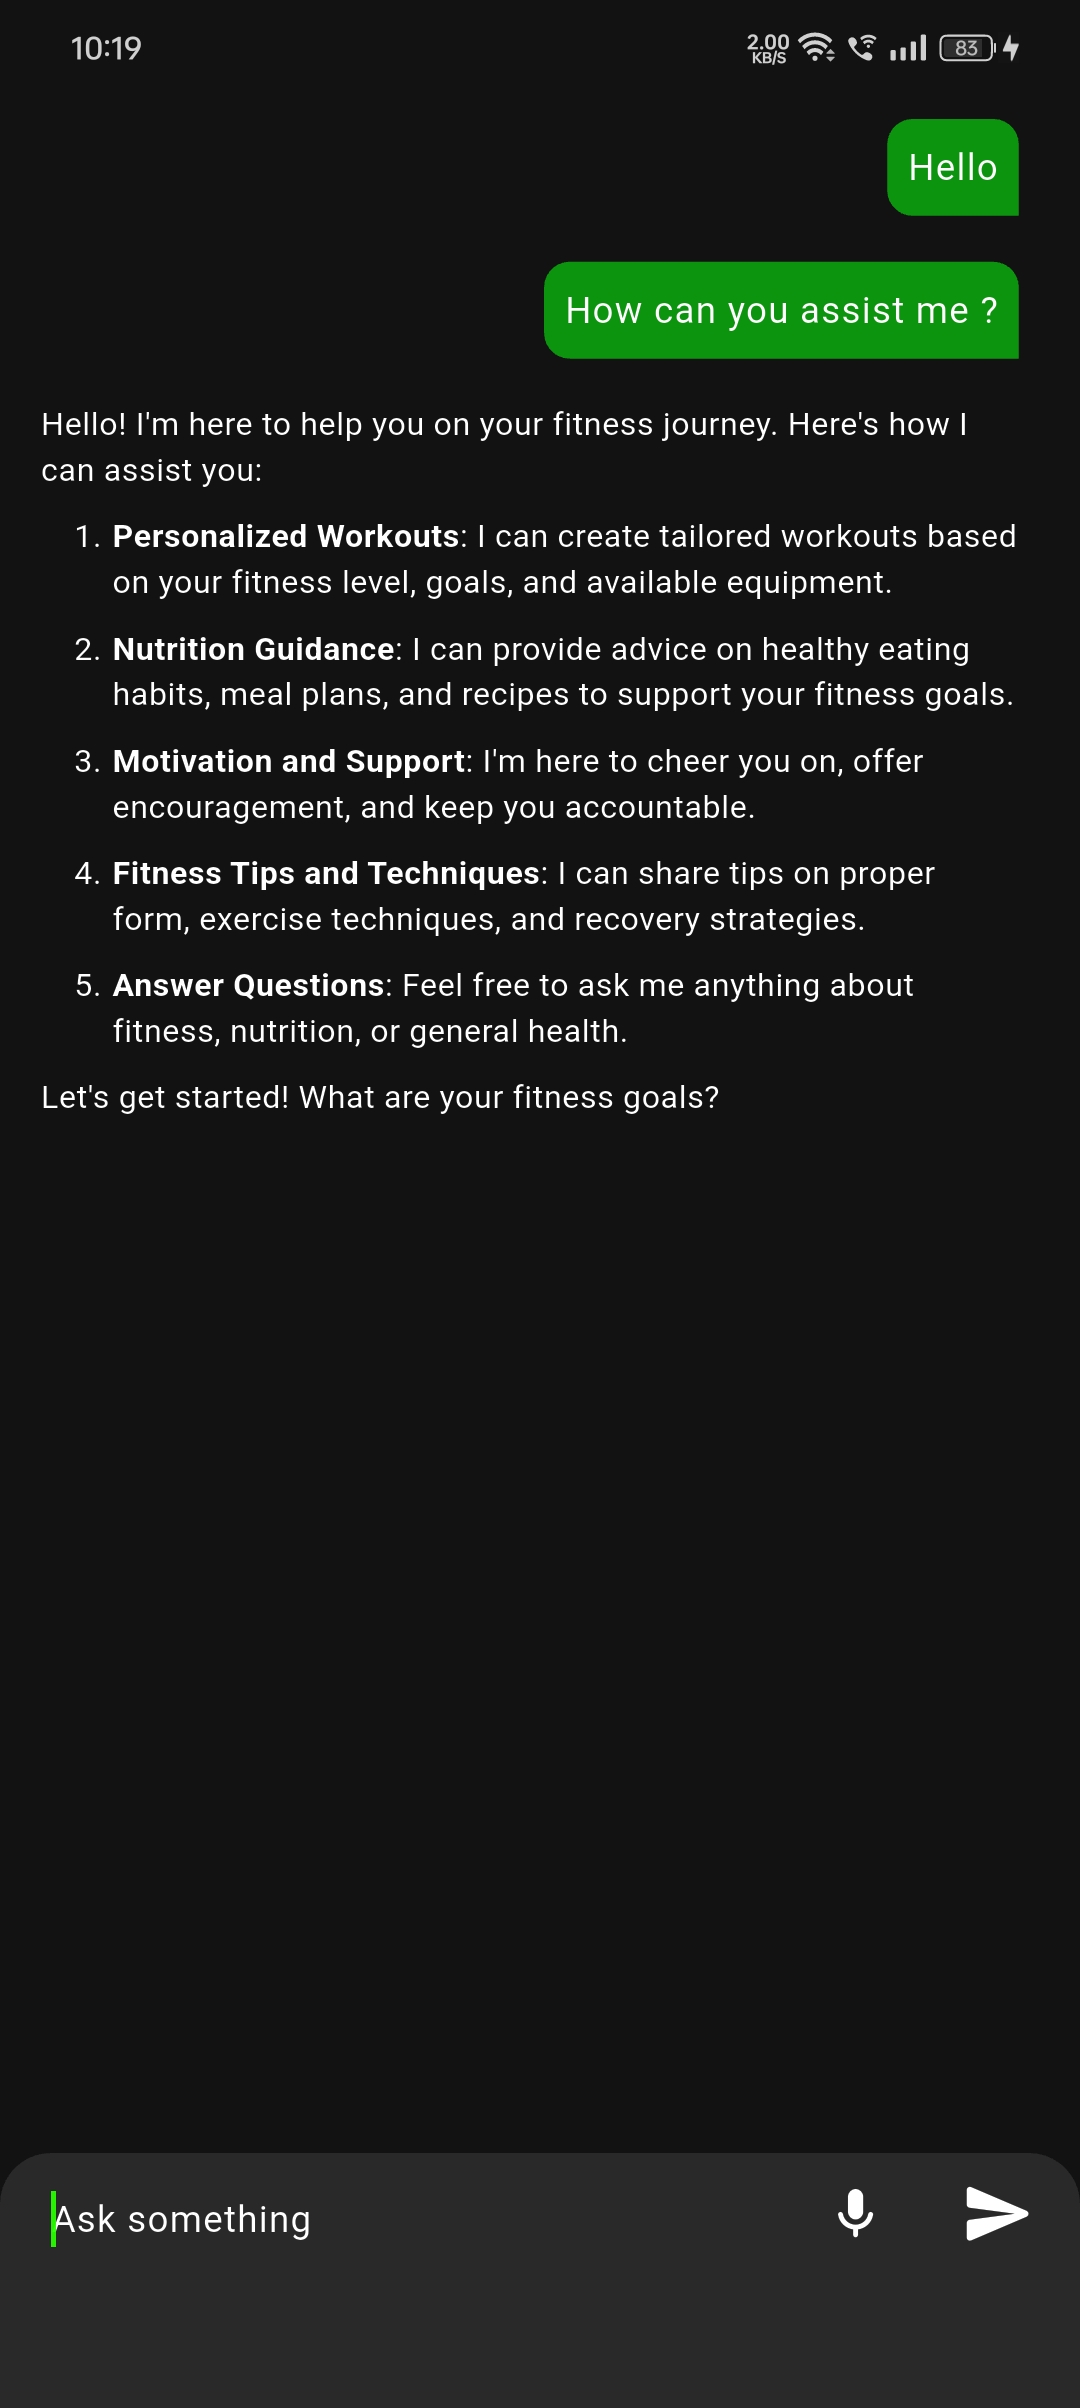 10:19
2.00
KB/S
83
Hello
How can you assist me ?
Hello! I'm here to help you on your fitness journey. Here's how I
can assist you:
1. Personalized Workouts: I can create tailored workouts based
on your fitness level, goals, and available equipment.
2. Nutrition Guidance: I can provide advice on healthy eating
habits, meal plans, and recipes to support your fitness goals.
3. Motivation and Support: I'm here to cheer you on, offer
encouragement, and keep you accountable.
4. Fitness Tips and Techniques: I can share tips on proper
form, exercise techniques, and recovery strategies.
5. Answer Questions: Feel free to ask me anything about
fitness, nutrition, or general health.
Let's get started! What are your fitness goals?
Ask something